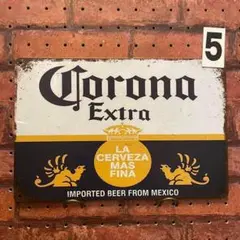 5
Corona
Extra
LA
CERVEZA
MAS
FINA
IMPORTED BEER FROM MEXICO